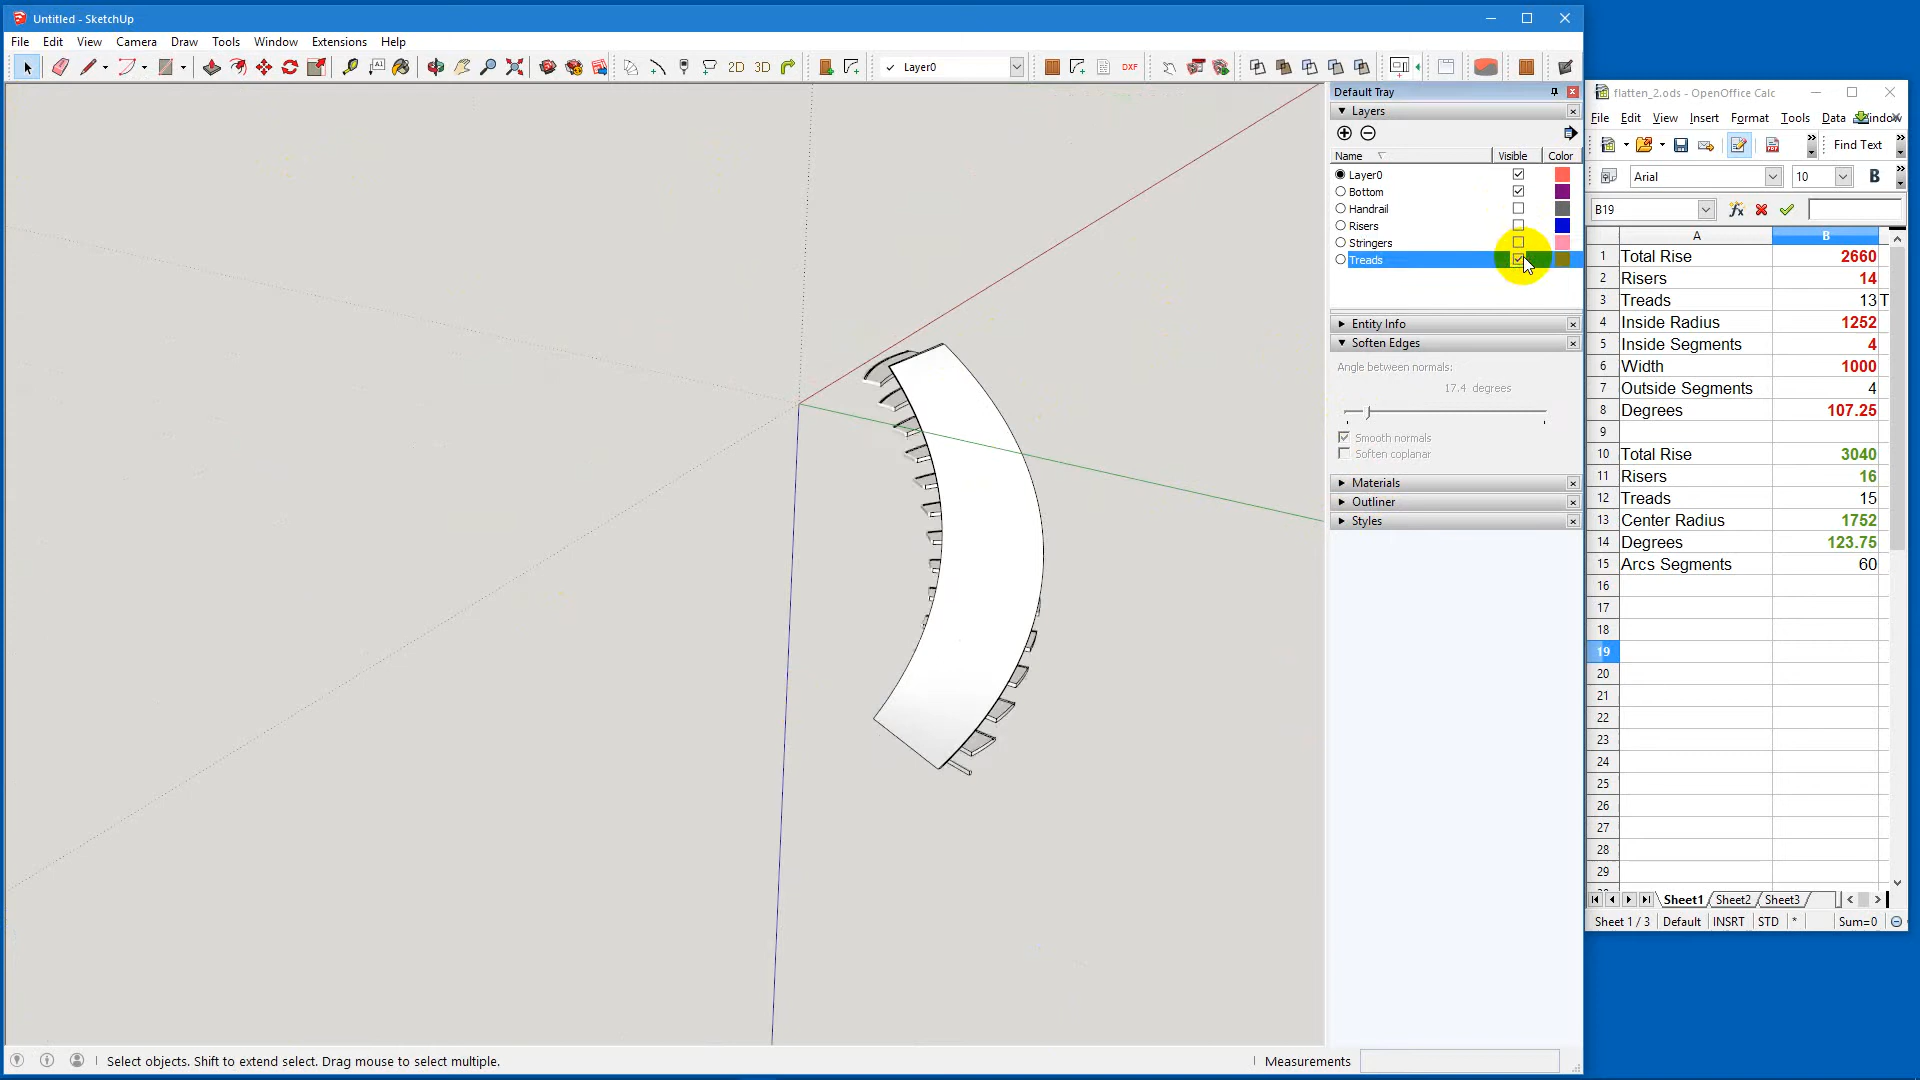 Untitled - SketchUp
File Edit View Camera Draw Tools Window Extensions Help
A1 2D 3D Layer0 DXF
Default Tray
Layers
Name Visible Color
Layer0
Bottom
Handrail
Risers
Stringers
Treads
Entity Info
Soften Edges
Angle between normals:
17.4 degrees
Smooth normals
Soften coplanar
Materials
Outliner
Styles
Select objects. Shift to extend select. Drag mouse to select multiple.
Measurements
flatten_2.ods - OpenOffice Calc
File Edit View Insert Format Tools Data Window
Find Text
Arial 10 B
B19
A B
1 Total Rise 2660
2 Risers 14
3 Treads 13 T
4 Inside Radius 1252
5 Inside Segments 4
6 Width 1000
7 Outside Segments 4
8 Degrees 107.25
9
10 Total Rise 3040
11 Risers 16
12 Treads 15
13 Center Radius 1752
14 Degrees 123.75
15 Arcs Segments 60
16
17
18
19
20
21
22
23
24
25
26
27
28
29
Sheet1 Sheet2 Sheet3
Sheet 1 / 3 Default INSRT STD * Sum=0